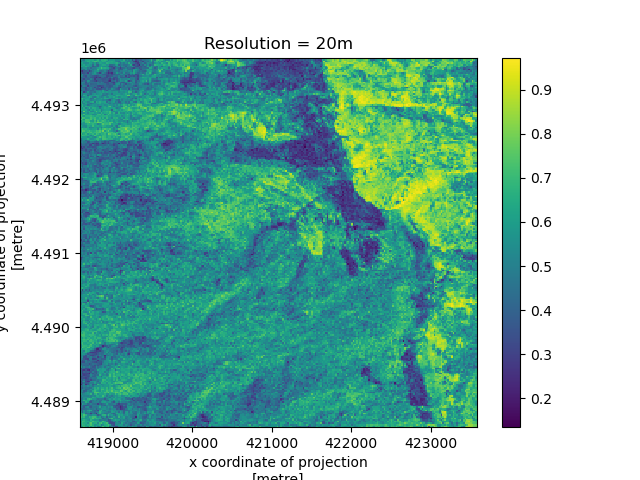 Resolution = 20m
1e6
4.493
4.492
4.491
4.490
4.489
y coordinate of projection
[metre]
419000 420000 421000 422000 423000
x coordinate of projection
[metre]
0.9
0.8
0.7
0.6
0.5
0.4
0.3
0.2